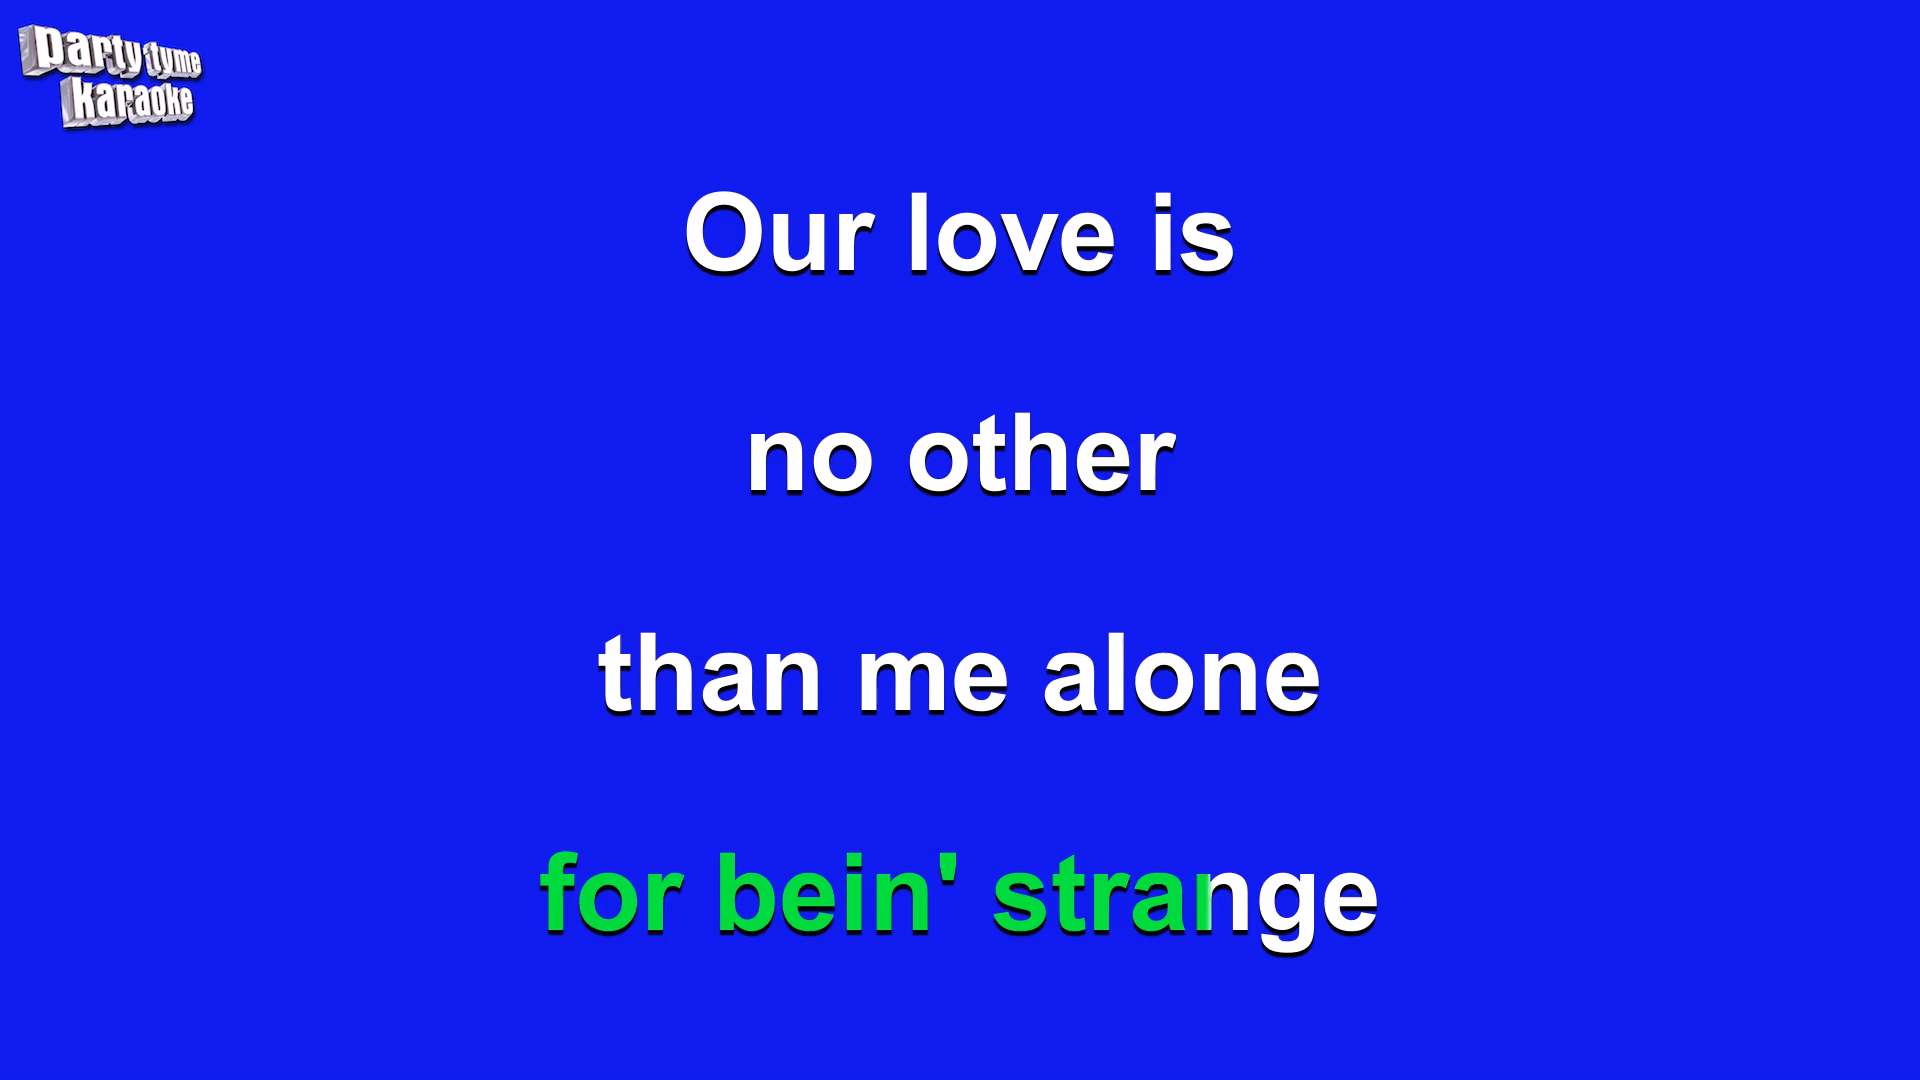 party tyme
karaoke
Our love is
no other
than me alone
for bein' strange